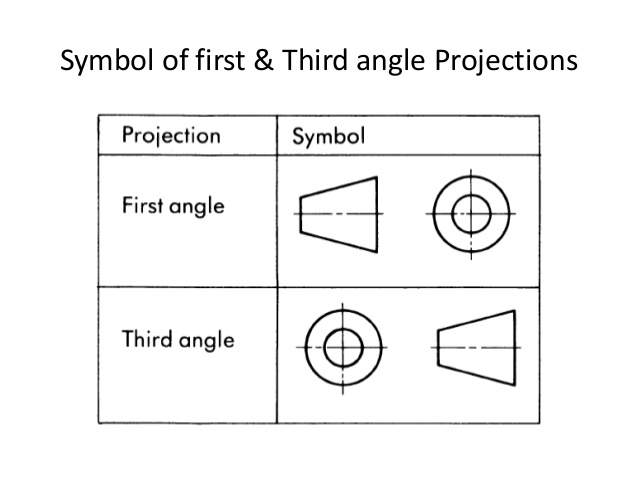 Symbol of first & Third angle Projections
Projection Symbol
First angle
Third angle